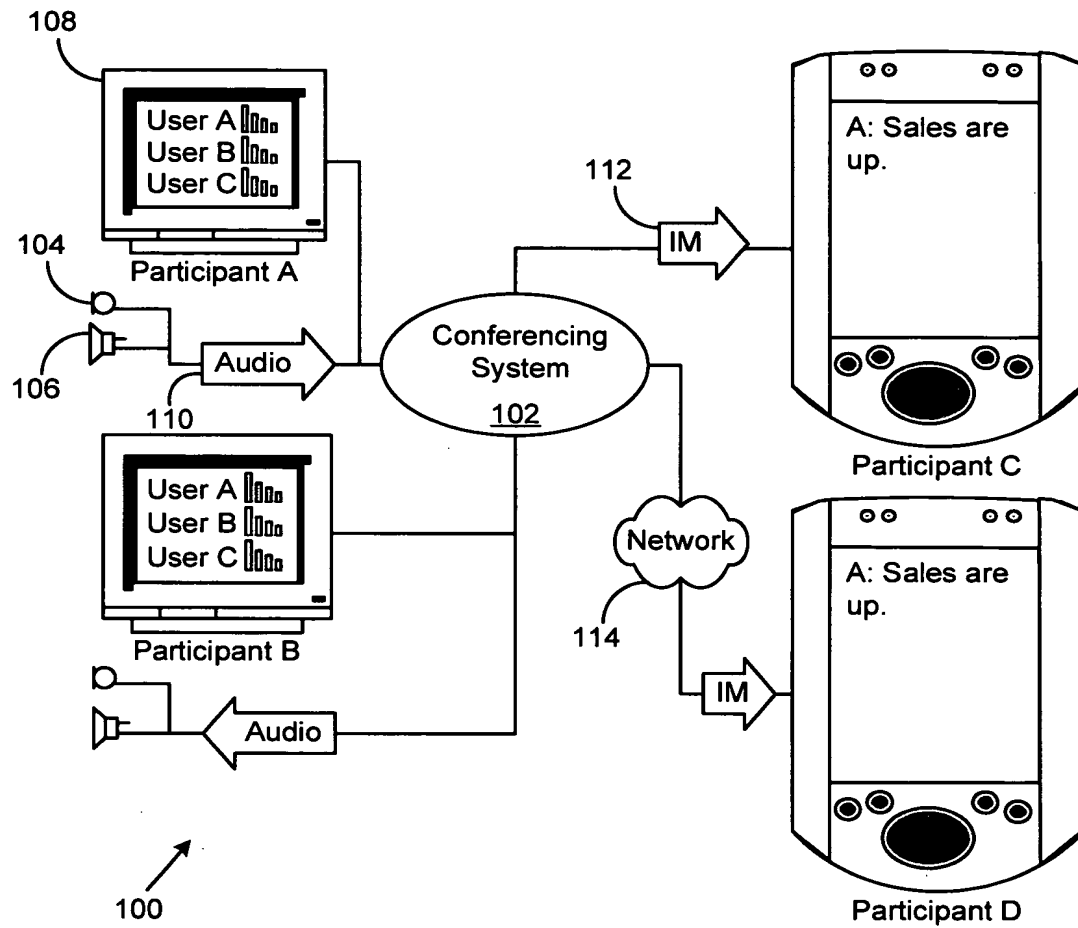 108
User A
User B
User C
Participant A
104
106
Audio
110
Conferencing
System
102
112
IM
A: Sales are
up.
Participant C
User A
User B
User C
Participant B
Audio
Network
114
IM
A: Sales are
up.
Participant D
100